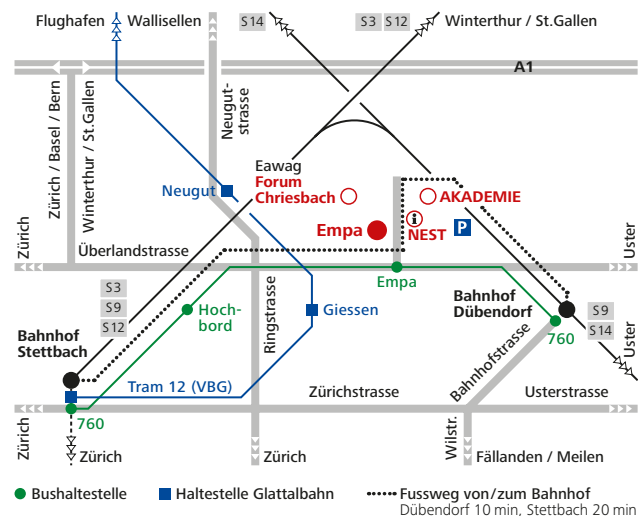 Flughafen
Wallisellen
S14
S3
S12
Winterthur / St.Gallen
A1
Zürich / Basel / Bern
Winterthur / St.Gallen
Neugut-
strasse
Eawag
Forum
Chriesbach
Neugut
AKADEMIE
Empa
i
NEST
P
Zürich
Überlandstrasse
Uster
Empa
S3
S9
S12
Hoch-
bord
Ringstrasse
Giessen
Bahnhof
Dübendorf
S9
S14
Bahnhof
Stettbach
760
Uster
Bahnhofstrasse
Tram 12 (VBG)
Zürichstrasse
Usterstrasse
760
Zürich
Zürich
Zürich
Wilstr.
Fällanden / Meilen
Bushaltestelle
Haltestelle Glattalbahn
Fussweg von/zum Bahnhof
Dübendorf 10 min, Stettbach 20 min